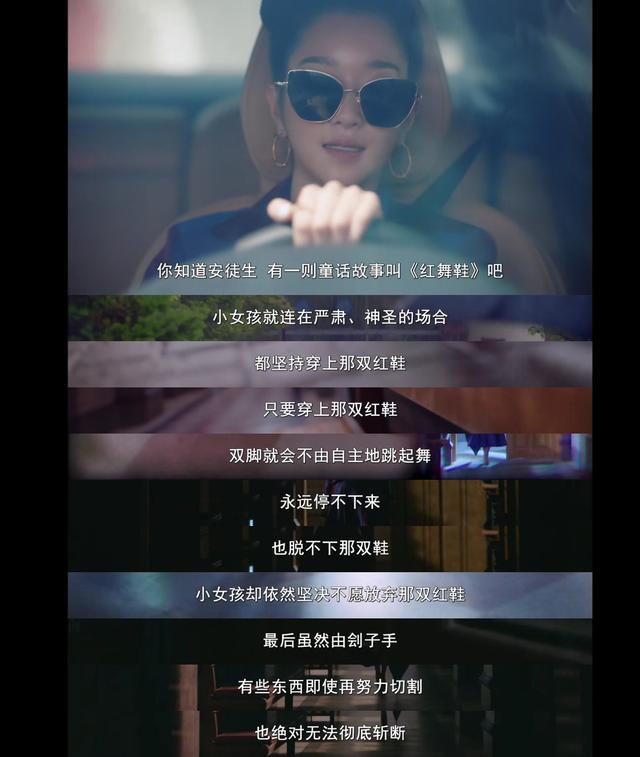 你知道安徒生 有一则童话故事叫《红舞鞋》吧
小女孩就连在严肃、神圣的场合
都坚持穿上那双红鞋
只要穿上那双红鞋
双脚就会不由自主地跳起舞
永远停不下来
也脱不下那双鞋
小女孩却依然坚决不愿放弃那双红鞋
最后虽然由刽子手
有些东西即使再努力切割
也绝对无法彻底斩断